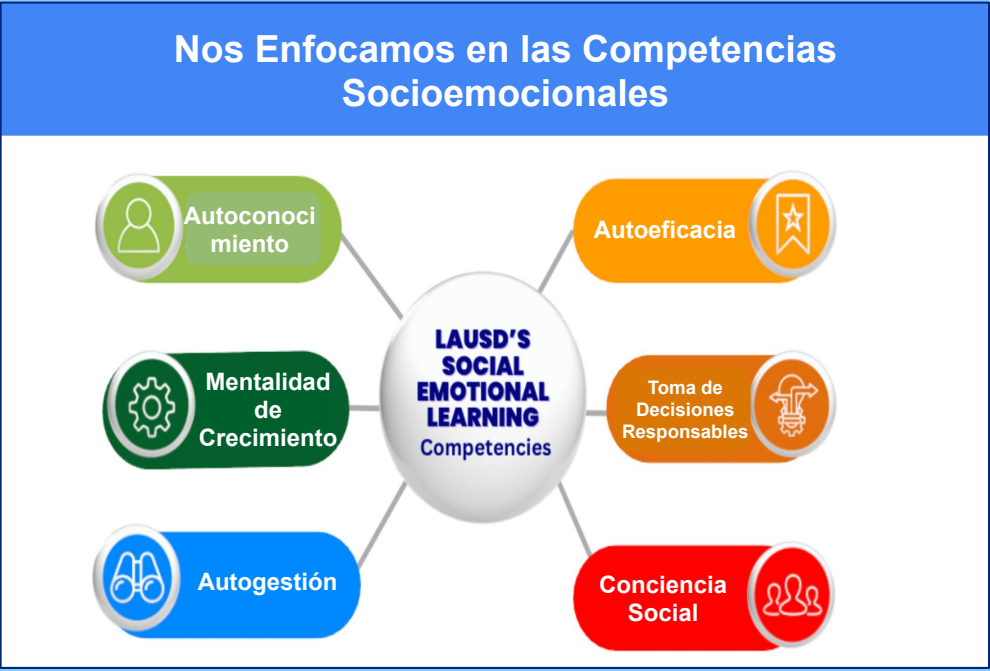 Nos Enfocamos en las Competencias
Socioemocionales
Autoconoci
miento
Mentalidad
de
Crecimiento
Autogestión
LAUSD'S
SOCIAL
EMOTIONAL
LEARNING
Competencies
Autoeficacia
Toma de
Decisiones
Responsables
Conciencia
Social